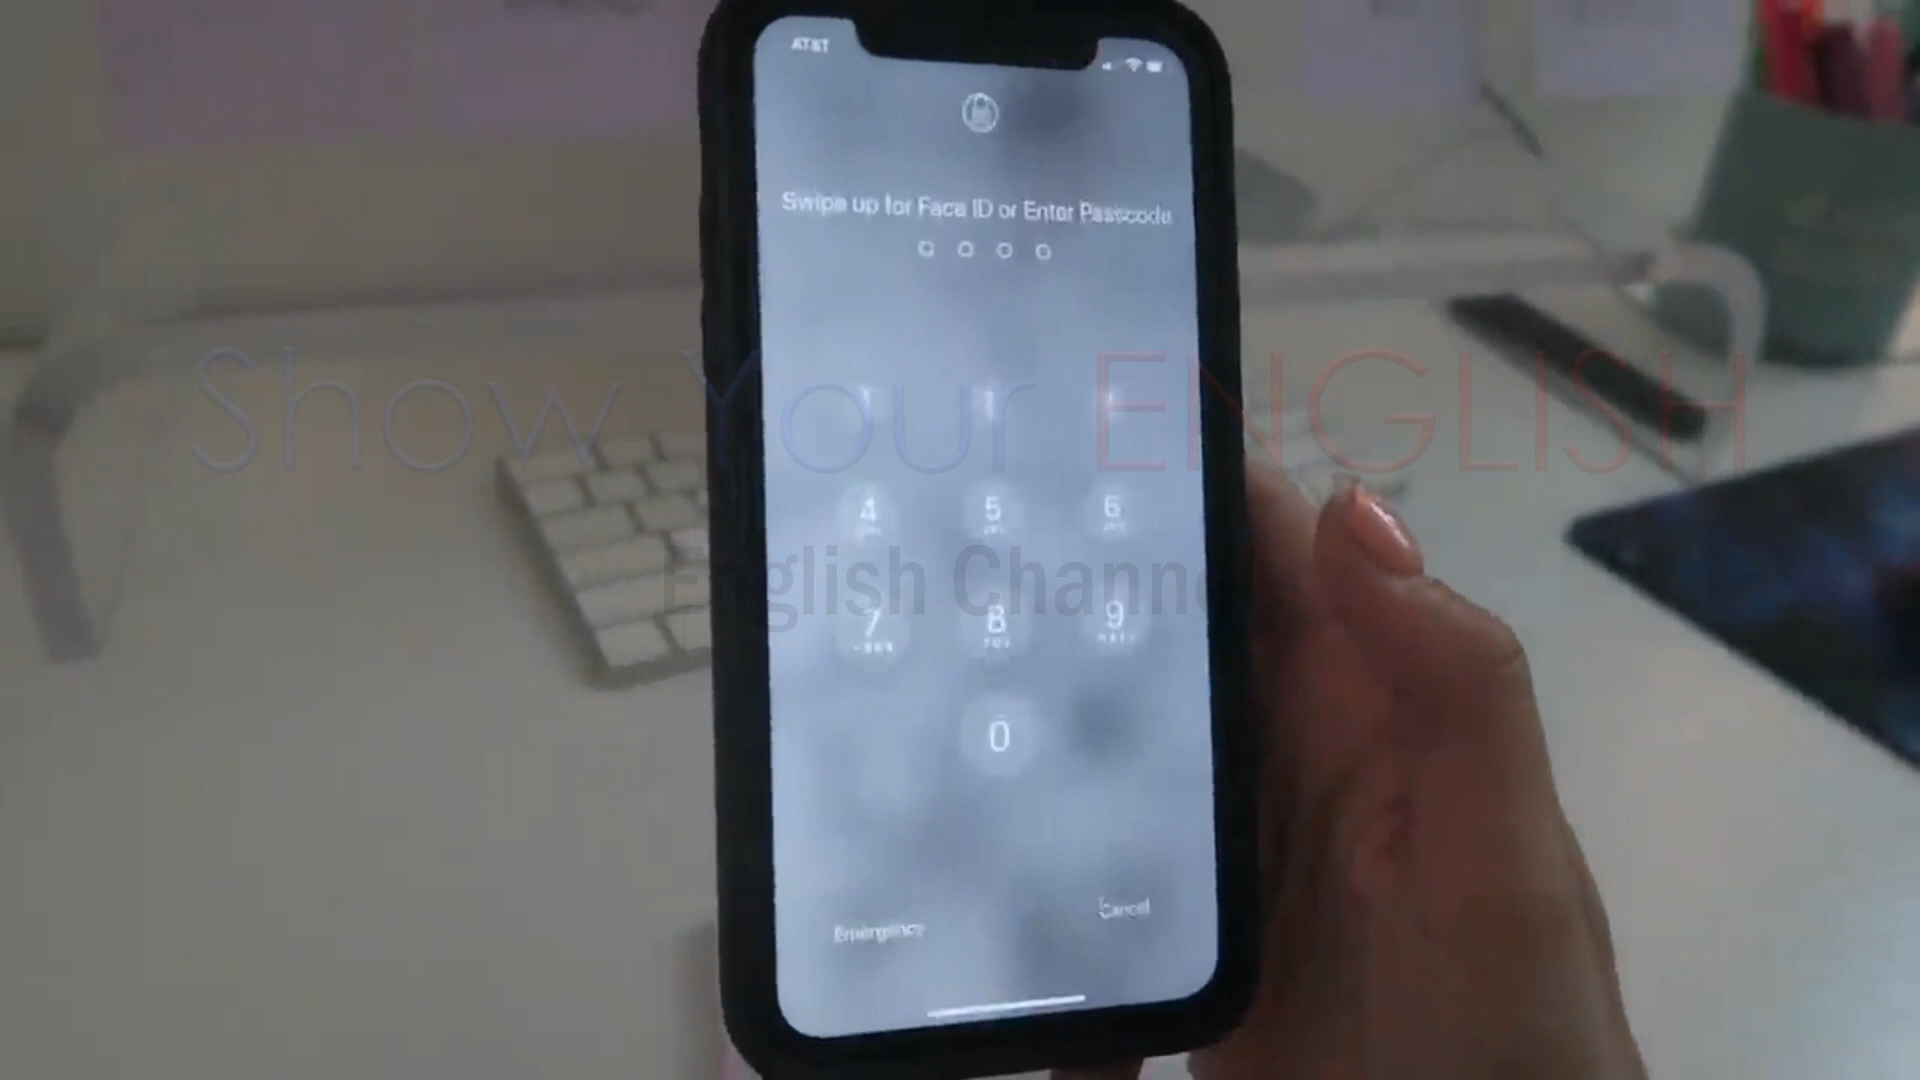 AT&T
Swipe up for Face ID or Enter Passcode
Show Your ENGLISH
4 5 6
English Channel
7 8 9
0
Cancel
Emergency